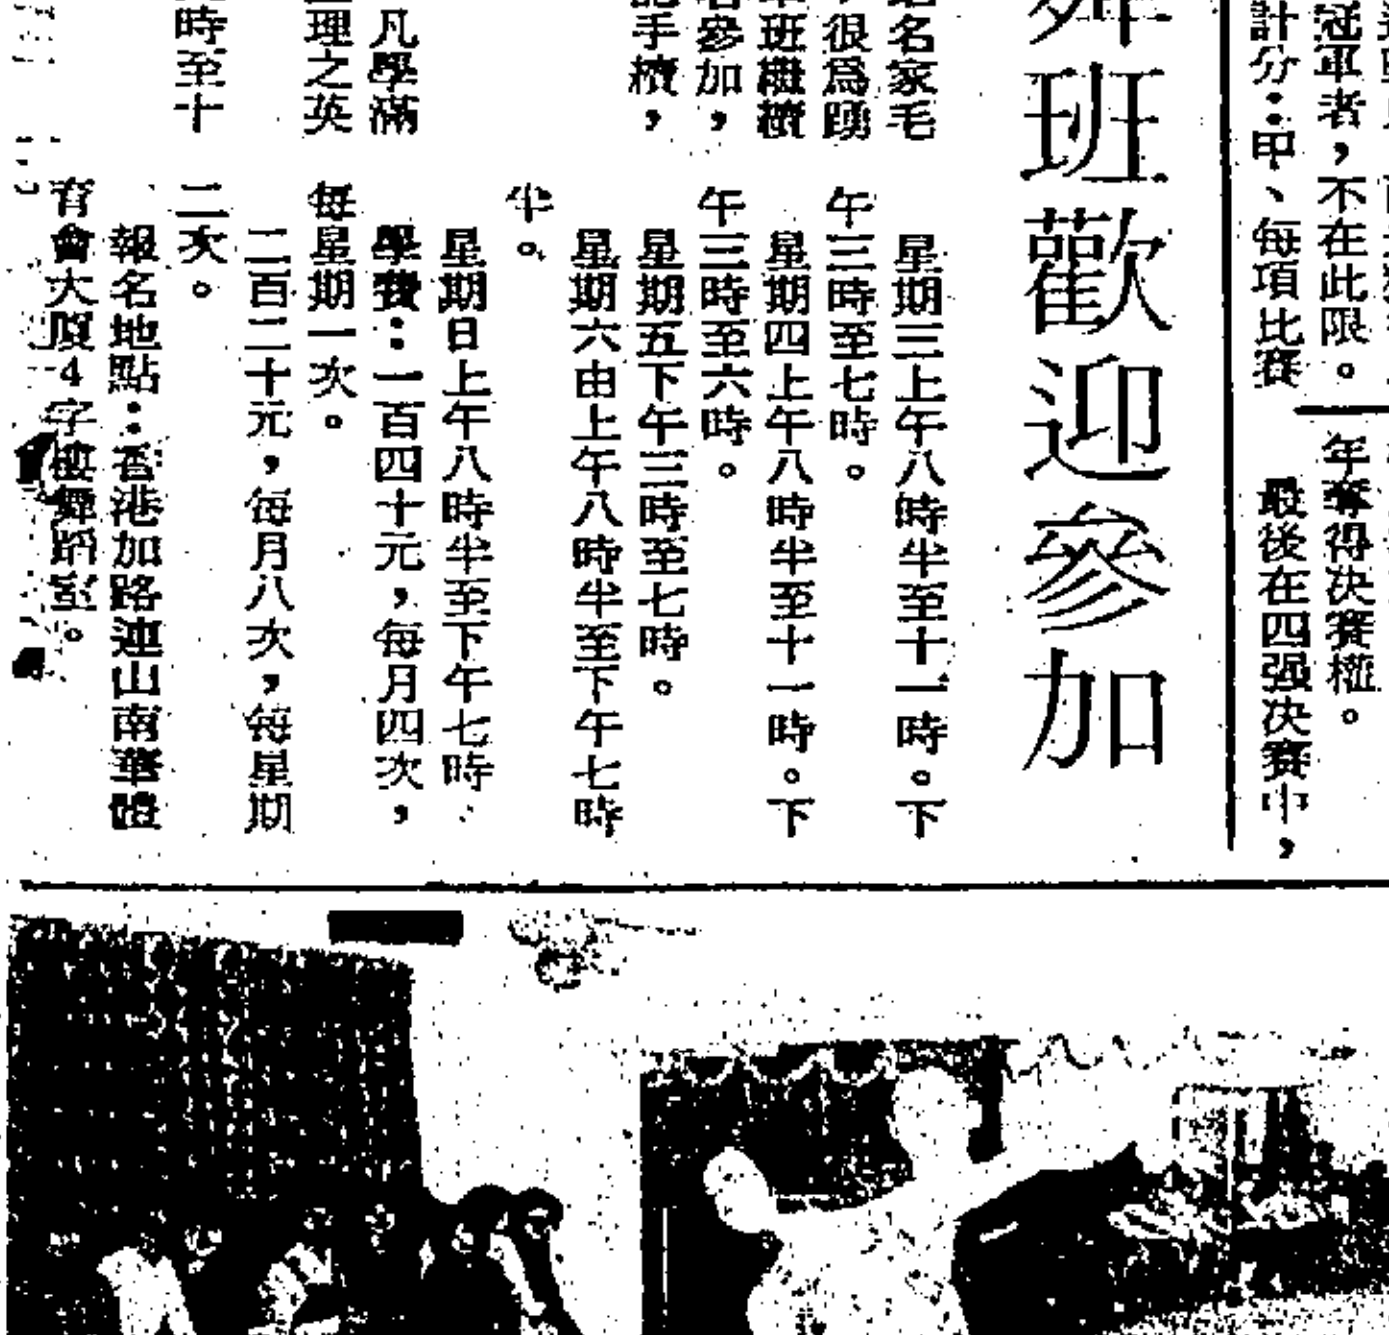 冠軍者，不在此限。
計分：甲、每項比賽
年奪得決賽權。
最後在四强决賽中，
班歡迎參加
名家毛
很爲踴
班繼續
參加，
手續，
凡學滿
理之英
時至十
星期三上午八時半至十一時。下
午三時至七時。
星期四上午八時半至十一時。下
午三時至六時。
星期五下午三時至七時。
星期六由上午八時半至下午七時
半。
星期日上午八時半至下午七時
學費：一百四十元，每月四次，
每星期一次。
二百二十元，每月八次，每星期
二次。
報名地點：香港加路連山南華體
育會大廈4字樓舞蹈室。